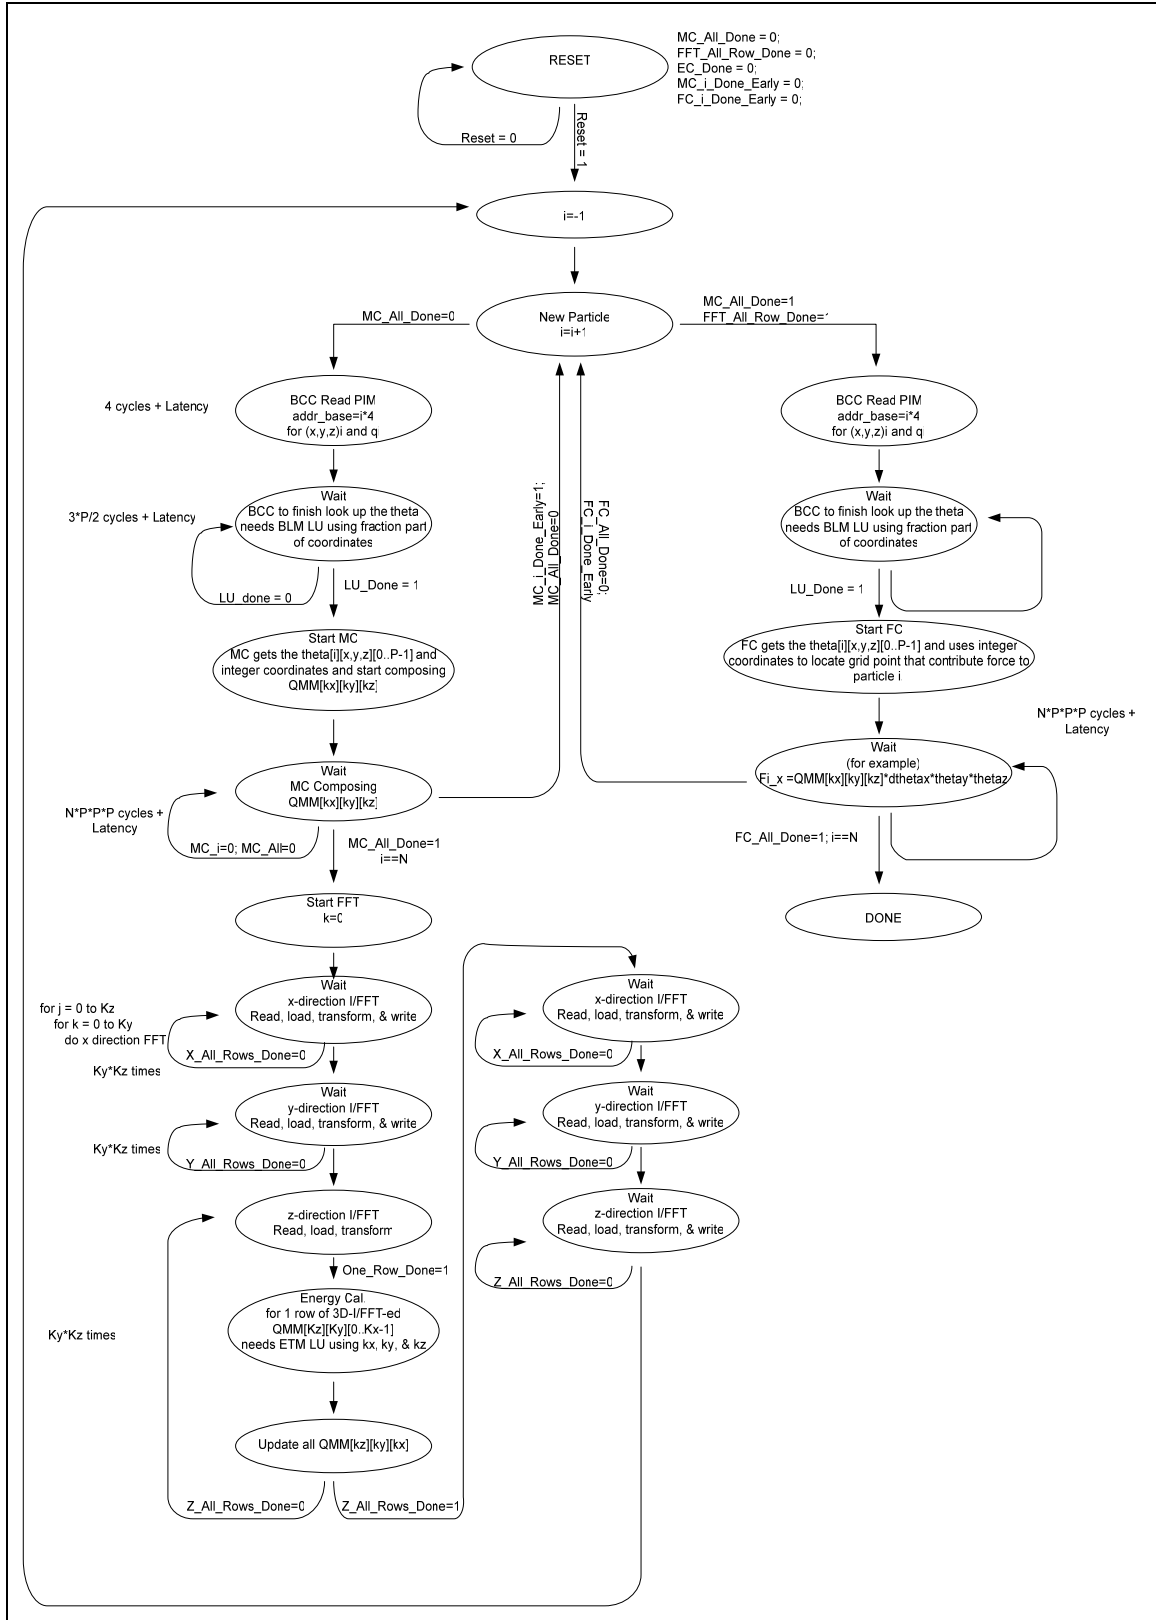 MC_All_Done = 0;
FFT_All_Row_Done = 0;
EC_Done = 0;
MC_i_Done_Early = 0;
FC_i_Done_Early = 0;
RESET
Reset = 0
Reset = 1
i=-1
New Particle
i=i+1
MC_All_Done=0
MC_All_Done=1
FFT_All_Row_Done=1
4 cycles + Latency
BCC Read PIM
addr_base=i*4
for (x,y,z)i and qi
BCC Read PIM
addr_base=i*4
for (x,y,z)i and qi
3*P/2 cycles + Latency
Wait
BCC to finish look up the theta
needs BLM LU using fraction part
of coordinates
LU_done = 0
LU_Done = 1
MC_i_Done_Early=1;
MC_All_Done=0
FC_All_Done=0;
FC_i_Done_Early
Wait
BCC to finish look up the theta
needs BLM LU using fraction part
of coordinates
LU_Done = 1
Start MC
MC gets the theta[i][x,y,z][0..P-1] and
integer coordinates and start composing
QMM[kx][ky][kz]
Start FC
FC gets the theta[i][x,y,z][0..P-1] and uses integer
coordinates to locate grid point that contribute force to
particle i
N*P*P*P cycles +
Latency
Wait
MC Composing
QMM[kx][ky][kz]
MC_i=0; MC_All=0
MC_All_Done=1
i==N
Wait
(for example)
Fi_x =QMM[kx][ky][kz]*dthetax*thetay*thetaz
N*P*P*P cycles +
Latency
FC_All_Done=1; i==N
DONE
Start FFT
k=0
for j = 0 to Kz
for k = 0 to Ky
do x direction FFT
Ky*Kz times
Wait
x-direction I/FFT
Read, load, transform, & write
X_All_Rows_Done=0
Wait
x-direction I/FFT
Read, load, transform, & write
X_All_Rows_Done=0
Ky*Kz times
Wait
y-direction I/FFT
Read, load, transform, & write
Y_All_Rows_Done=0
Wait
y-direction I/FFT
Read, load, transform, & write
Y_All_Rows_Done=0
z-direction I/FFT
Read, load, transform
One_Row_Done=1
Wait
z-direction I/FFT
Read, load, transform, & write
Z_All_Rows_Done=0
Ky*Kz times
Energy Cal.
for 1 row of 3D-I/FFT-ed
QMM[Kz][Ky][0..Kx-1]
needs ETM LU using kx, ky, & kz
Update all QMM[kz][ky][kx]
Z_All_Rows_Done=0
Z_All_Rows_Done=1